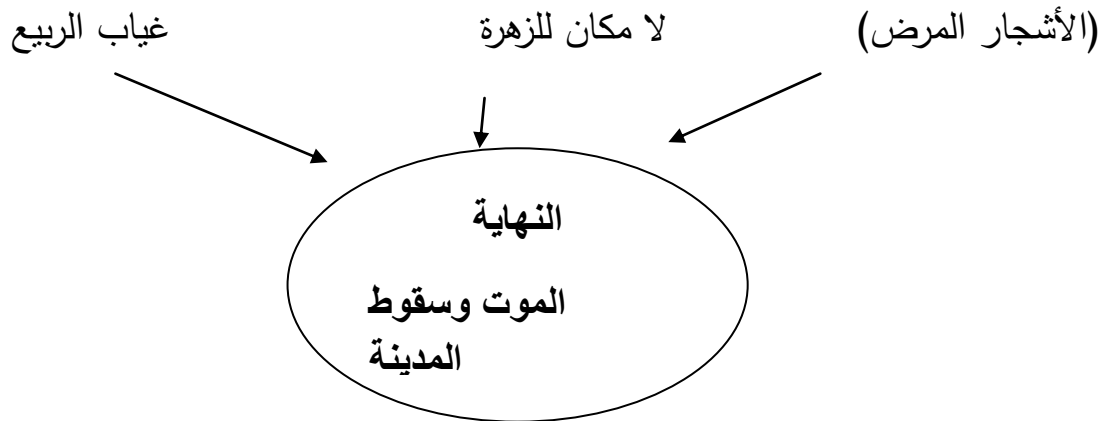 (الأشجار المرض)
لا مكان للزهرة
غياب الربيع
النهاية
الموت وسقوط
المدينة